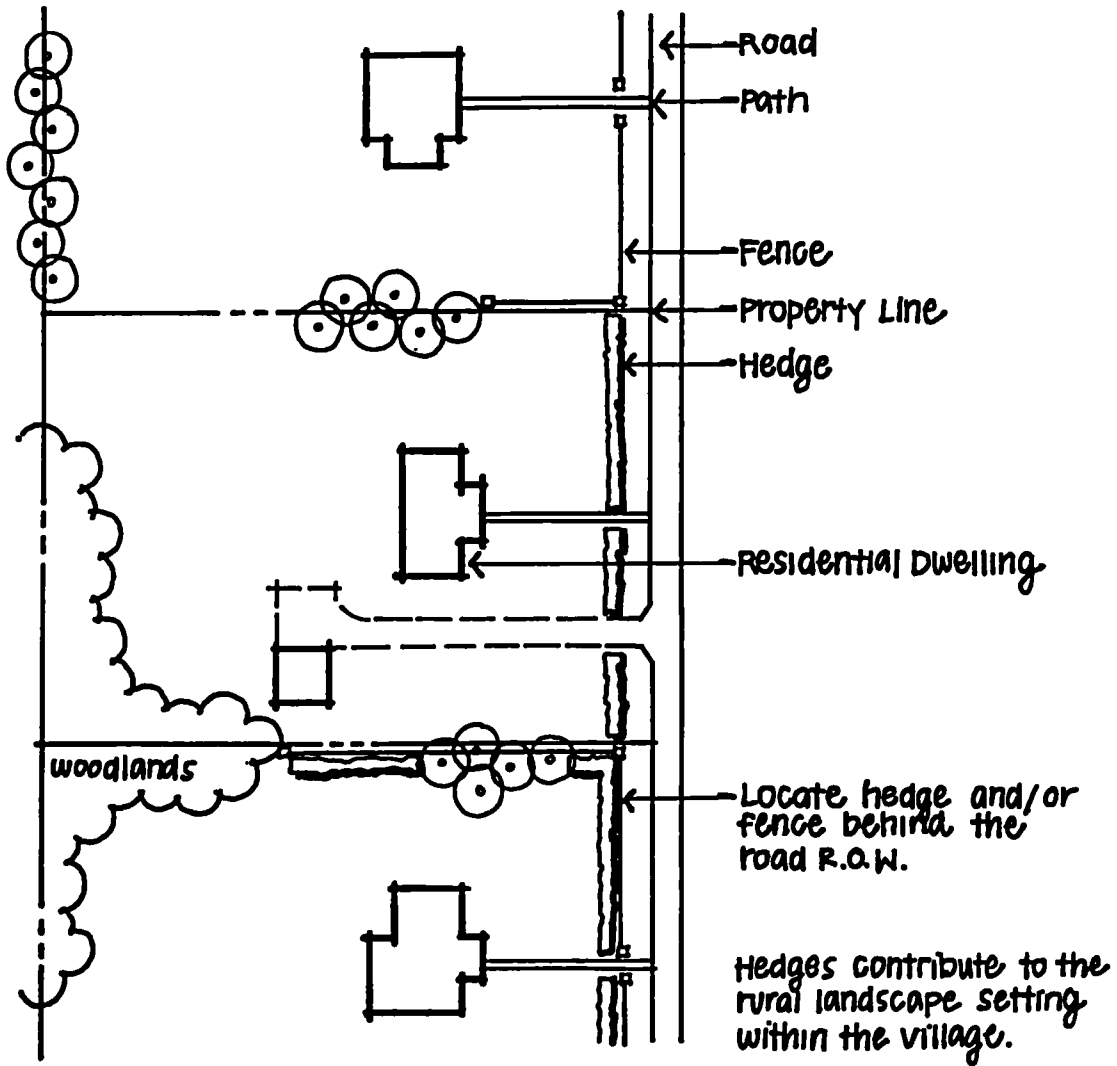 Road
Path
Fence
Property Line
Hedge
Residential Dwelling
woodlands
Locate hedge and/or
fence behind the
road R.O.W.
Hedges contribute to the
rural landscape setting
within the village.